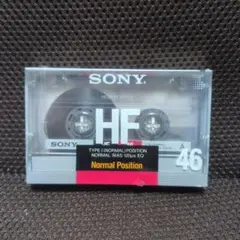 SONY
HF
SONY
TYPE I (NORMAL) POSITION
NORMAL BIAS 120μs EQ
Normal Position
46